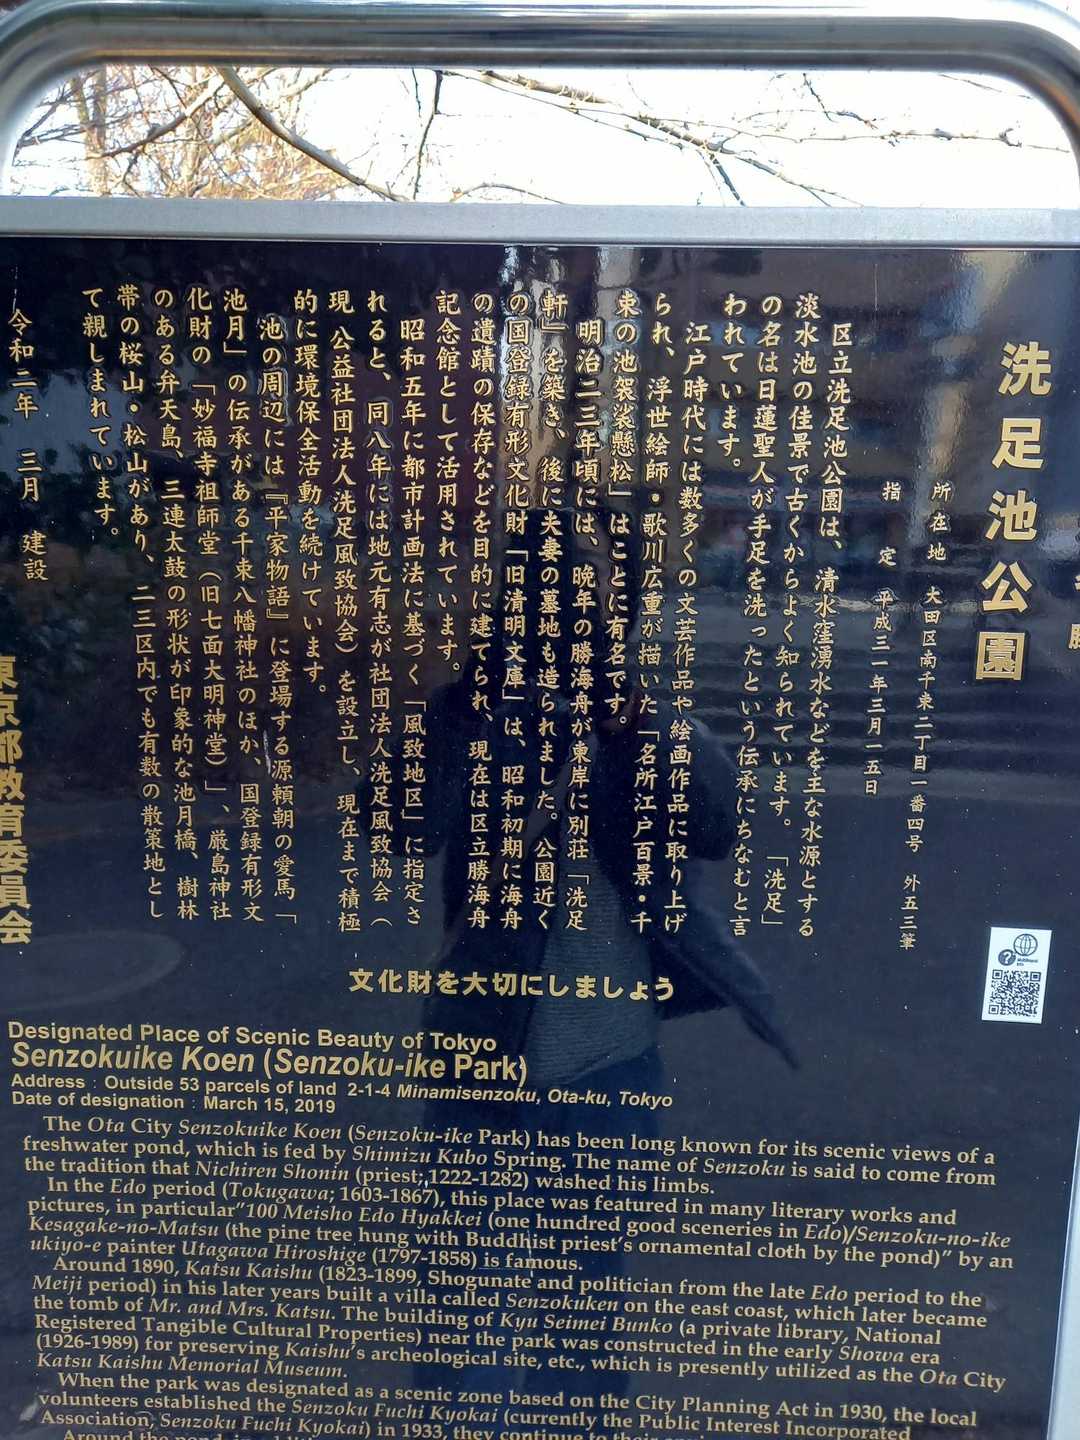 洗足池公園
所在地 大田区南千束二丁目一番四号 外五三筆
指定 平成三一年三月一五日
区立洗足池公園は、清水窪湧水などを主な水源とする
淡水池の佳景で古くからよく知られています。「洗足」
の名は日蓮聖人が手足を洗ったという伝承にちなむと言
われています。
江戸時代には数多くの文芸作品や絵画作品に取り上げ
られ、浮世絵師・歌川広重が描いた「名所江戸百景・千
束の池袈裟懸松」はことに有名です。
明治二三年頃には、晩年の勝海舟が東岸に別荘「洗足
軒」を築き、後に夫妻の墓地も造られました。公園近く
の国登録有形文化財「旧清明文庫」は、昭和初期に海舟
の遺蹟の保存などを目的に建てられ、現在は区立勝海舟
記念館として活用されています。
昭和五年に都市計画法に基づく「風致地区」に指定さ
れると、同八年には地元有志が社団法人洗足風致協会（
現 公益社団法人洗足風致協会）を設立し、現在まで積極
的に環境保全活動を続けています。
池の周辺には『平家物語』に登場する源頼朝の愛馬「
池月」の伝承がある千束八幡神社のほか、国登録有形文
化財の「妙福寺祖師堂（旧七面大明神堂）」、厳島神社
のある弁天島、三連太鼓の形状が印象的な池月橋、樹林
帯の桜山・松山があり、二三区内でも有数の散策地とし
て親しまれています。
令和二年 三月 建設
東京都教育委員会
文化財を大切にしましょう
Designated Place of Scenic Beauty of Tokyo
Senzokuike Koen (Senzoku-ike Park)
Address : Outside 53 parcels of land 2-1-4 Minamisenzoku, Ota-ku, Tokyo
Date of designation : March 15, 2019
The Ota City Senzokuike Koen (Senzoku-ike Park) has been long known for its scenic views of a
freshwater pond, which is fed by Shimizu Kubo Spring. The name of Senzoku is said to come from
the tradition that Nichiren Shonin (priest; 1222-1282) washed his limbs.
In the Edo period (Tokugawa; 1603-1867), this place was featured in many literary works and
pictures, in particular"100 Meisho Edo Hyakkei (one hundred good sceneries in Edo)/Senzoku-no-ike
Kesagake-no-Matsu (the pine tree hung with Buddhist priest's ornamental cloth by the pond)" by an
ukiyo-e painter Utagawa Hiroshige (1797-1858) is famous.
Around 1890, Katsu Kaishu (1823-1899, Shogunate and politician from the late Edo period to the
Meiji period) in his later years built a villa called Senzokuken on the east coast, which later became
the tomb of Mr. and Mrs. Katsu. The building of Kyu Seimei Bunko (a private library, National
Registered Tangible Cultural Properties) near the park was constructed in the early Showa era
(1926-1989) for preserving Kaishu's archeological site, etc., which is presently utilized as the Ota City
Katsu Kaishu Memorial Museum.
When the park was designated as a scenic zone based on the City Planning Act in 1930, the local
volunteers established the Senzoku Fuchi Kyokai (currently the Public Interest Incorporated
Association, Senzoku Fuchi Kyokai) in 1933, they continue to their
Around the pond, in addition